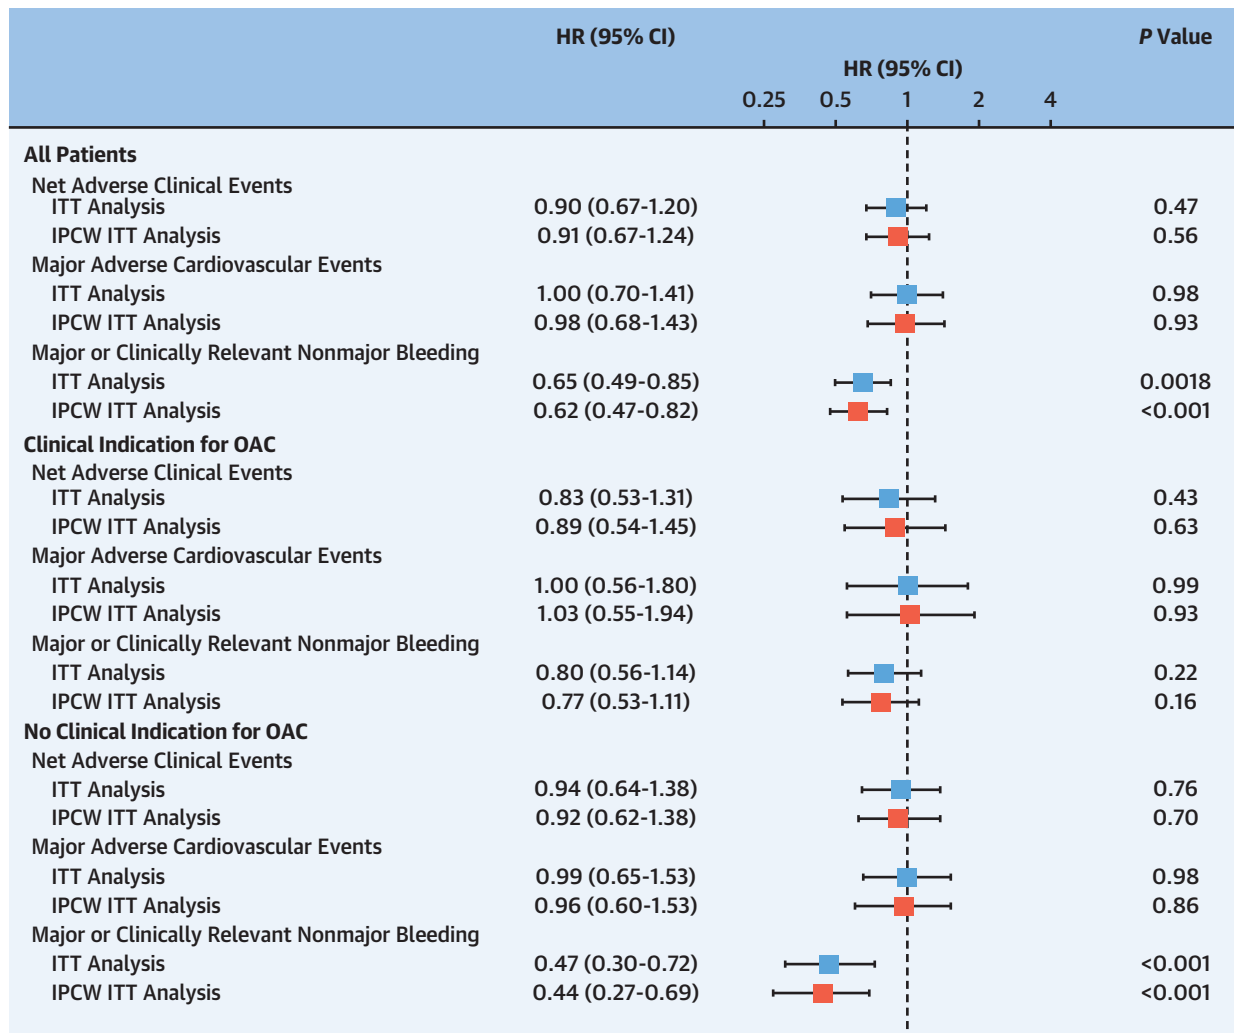 HR (95% CI) P Value
HR (95% CI)
0.25 0.5 1 2 4
All Patients
Net Adverse Clinical Events
ITT Analysis 0.90 (0.67-1.20) 0.47
IPCW ITT Analysis 0.91 (0.67-1.24) 0.56
Major Adverse Cardiovascular Events
ITT Analysis 1.00 (0.70-1.41) 0.98
IPCW ITT Analysis 0.98 (0.68-1.43) 0.93
Major or Clinically Relevant Nonmajor Bleeding
ITT Analysis 0.65 (0.49-0.85) 0.0018
IPCW ITT Analysis 0.62 (0.47-0.82) <0.001
Clinical Indication for OAC
Net Adverse Clinical Events
ITT Analysis 0.83 (0.53-1.31) 0.43
IPCW ITT Analysis 0.89 (0.54-1.45) 0.63
Major Adverse Cardiovascular Events
ITT Analysis 1.00 (0.56-1.80) 0.99
IPCW ITT Analysis 1.03 (0.55-1.94) 0.93
Major or Clinically Relevant Nonmajor Bleeding
ITT Analysis 0.80 (0.56-1.14) 0.22
IPCW ITT Analysis 0.77 (0.53-1.11) 0.16
No Clinical Indication for OAC
Net Adverse Clinical Events
ITT Analysis 0.94 (0.64-1.38) 0.76
IPCW ITT Analysis 0.92 (0.62-1.38) 0.70
Major Adverse Cardiovascular Events
ITT Analysis 0.99 (0.65-1.53) 0.98
IPCW ITT Analysis 0.96 (0.60-1.53) 0.86
Major or Clinically Relevant Nonmajor Bleeding
ITT Analysis 0.47 (0.30-0.72) <0.001
IPCW ITT Analysis 0.44 (0.27-0.69) <0.001